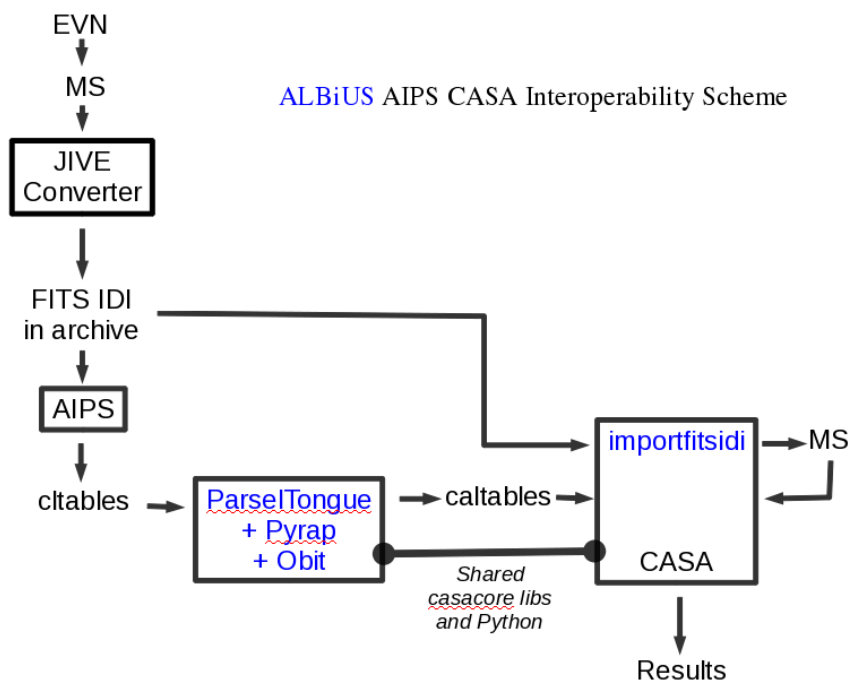 EVN
MS
ALBiUS AIPS CASA Interoperability Scheme
JIVE
Converter
FITS IDI
in archive
AIPS
cltables
ParselTongue
+ Pyrap
+ Obit
caltables
importfitsidi
MS
CASA
Shared
casacore libs
and Python
Results